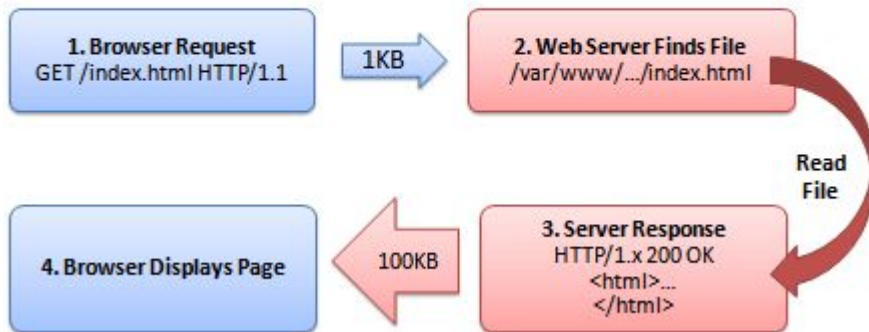 1. Browser Request
GET /index.html HTTP/1.1
1KB
2. Web Server Finds File
/var/www/.../index.html
Read
File
3. Server Response
HTTP/1.x 200 OK
<html>...
</html>
100KB
4. Browser Displays Page